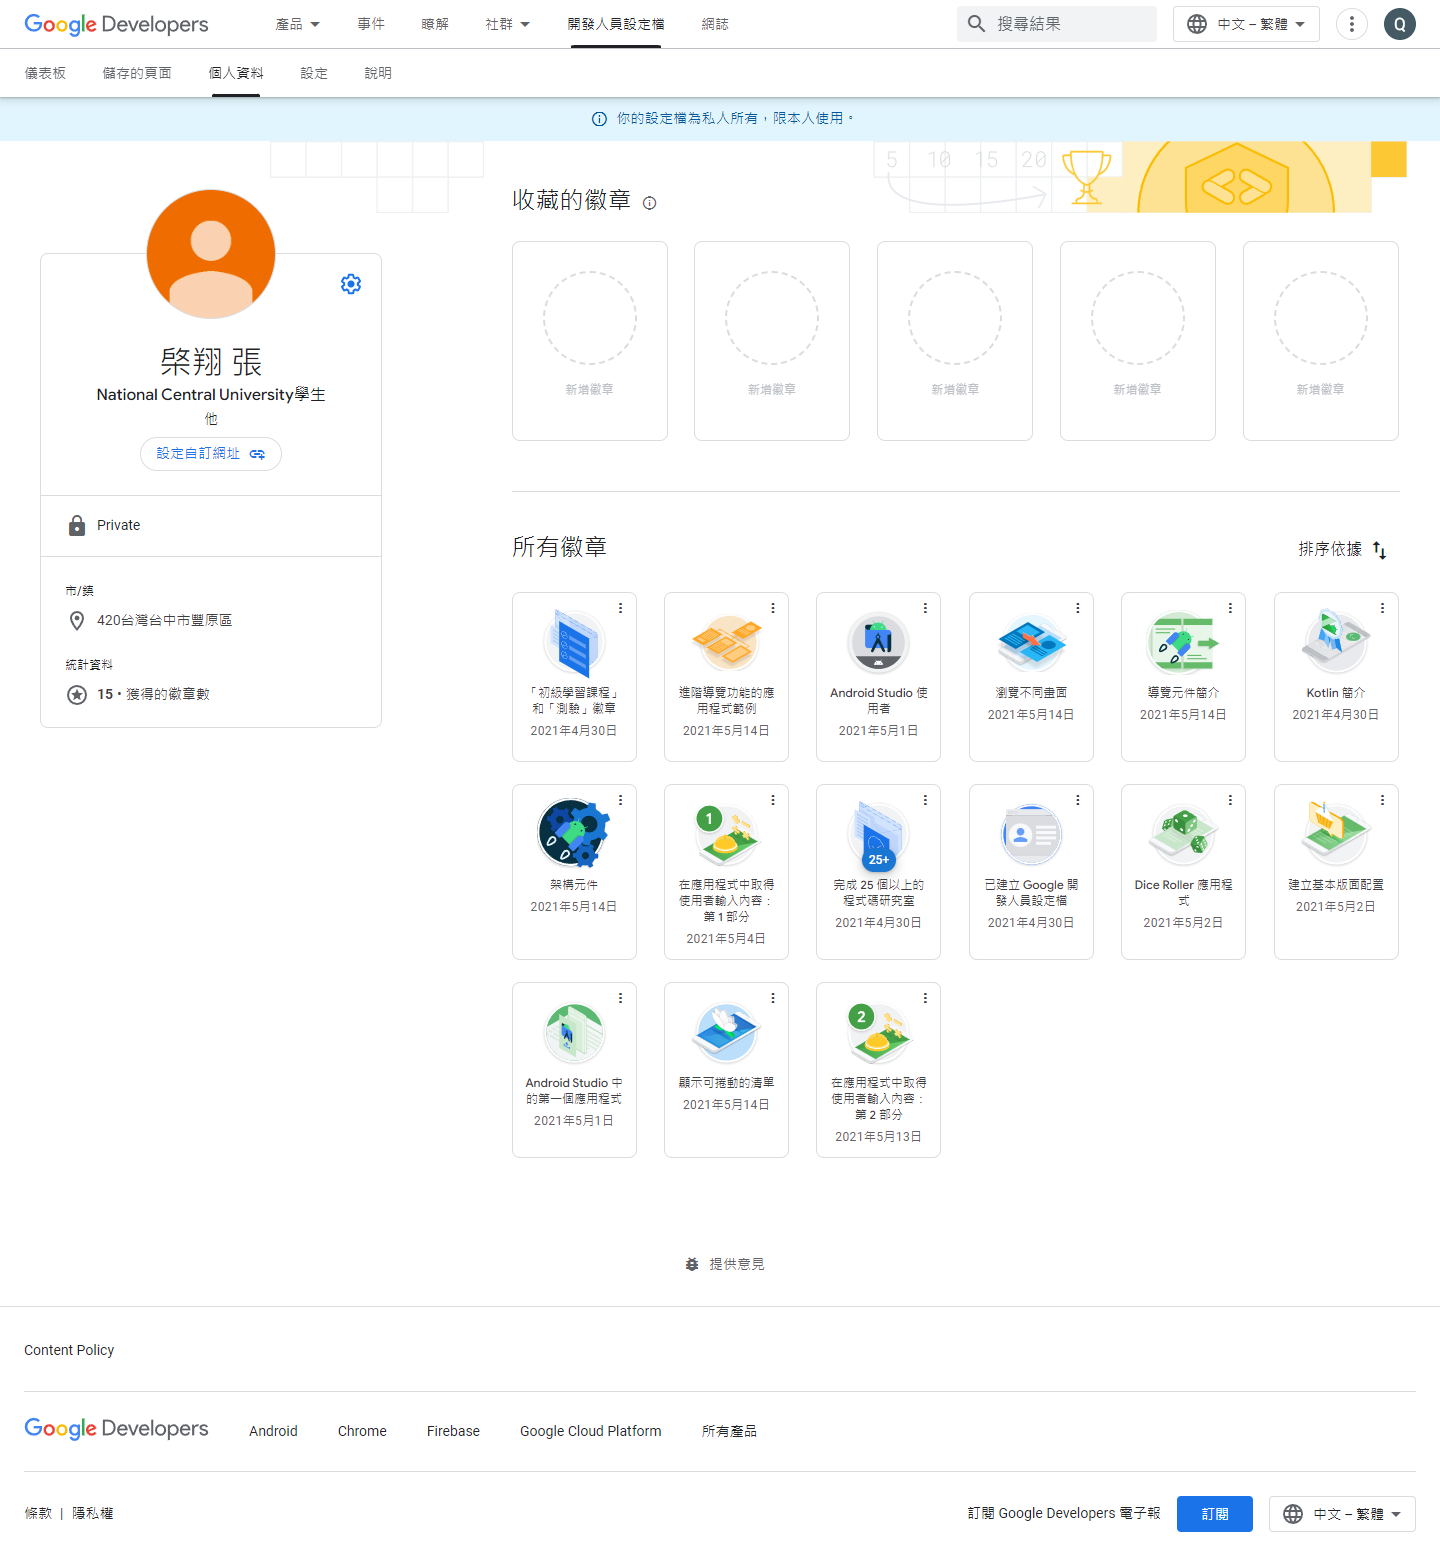 Google Developers
產品 事件 瞭解 社群 開發人員設定檔 網誌
搜尋結果
中文 – 繁體
Q
儀表板 儲存的頁面 個人資料 設定 說明
你的設定檔為私人所有，限本人使用。
5 10 15 20
收藏的徽章
棨翔 張
National Central University學生
他
設定自訂網址
Private
市/鎮
420台灣台中市豐原區
統計資料
15 • 獲得的徽章數
新增徽章 新增徽章 新增徽章 新增徽章 新增徽章
所有徽章
排序依據
「初級學習課程」
和「測驗」徽章
2021年4月30日
進階導覽功能的應
用程式範例
2021年5月14日
Android Studio 使
用者
2021年5月1日
瀏覽不同畫面
2021年5月14日
導覽元件簡介
2021年5月14日
Kotlin 簡介
2021年4月30日
架構元件
2021年5月14日
1
在應用程式中取得
使用者輸入內容：
第 1 部分
2021年5月4日
25+
完成 25 個以上的
程式碼研究室
2021年4月30日
已建立 Google 開
發人員設定檔
2021年4月30日
Dice Roller 應用程
式
2021年5月2日
建立基本版面配置
2021年5月2日
Android Studio 中
的第一個應用程式
2021年5月1日
顯示可捲動的清單
2021年5月14日
2
在應用程式中取得
使用者輸入內容：
第 2 部分
2021年5月13日
提供意見
Content Policy
Google Developers
Android Chrome Firebase Google Cloud Platform 所有產品
條款 | 隱私權
訂閱 Google Developers 電子報
訂閱
中文 – 繁體